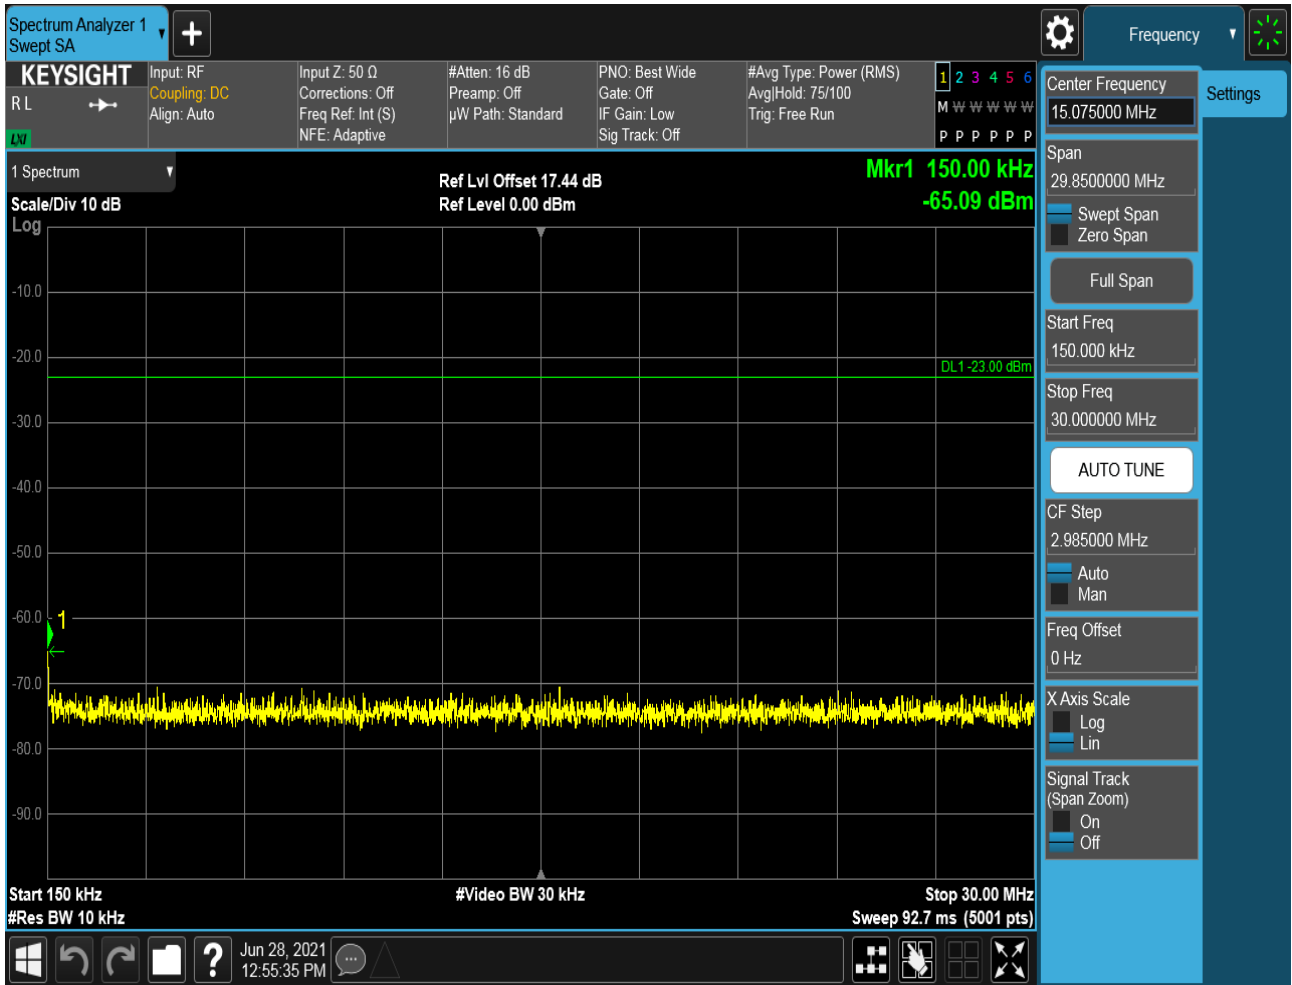 Spectrum Analyzer 1
Swept SA
Frequency
KEYSIGHT
R L
LXI
Input: RF
Coupling: DC
Align: Auto
Input Z: 50 Ω
Corrections: Off
Freq Ref: Int (S)
NFE: Adaptive
#Atten: 16 dB
Preamp: Off
µW Path: Standard
PNO: Best Wide
Gate: Off
IF Gain: Low
Sig Track: Off
#Avg Type: Power (RMS)
Avg|Hold: 75/100
Trig: Free Run
1 2 3 4 5 6
M W W W W W
P P P P P P
1 Spectrum
Scale/Div 10 dB
Log
Ref Lvl Offset 17.44 dB
Ref Level 0.00 dBm
Mkr1 150.00 kHz
-65.09 dBm
-10.0
-20.0
DL1 -23.00 dBm
-30.0
-40.0
-50.0
-60.0
1
-70.0
-80.0
-90.0
Start 150 kHz
#Video BW 30 kHz
Stop 30.00 MHz
#Res BW 10 kHz
Sweep 92.7 ms (5001 pts)
?
Jun 28, 2021
12:55:35 PM
Center Frequency
15.075000 MHz
Settings
Span
29.8500000 MHz
Swept Span
Zero Span
Full Span
Start Freq
150.000 kHz
Stop Freq
30.000000 MHz
AUTO TUNE
CF Step
2.985000 MHz
Auto
Man
Freq Offset
0 Hz
X Axis Scale
Log
Lin
Signal Track
(Span Zoom)
On
Off